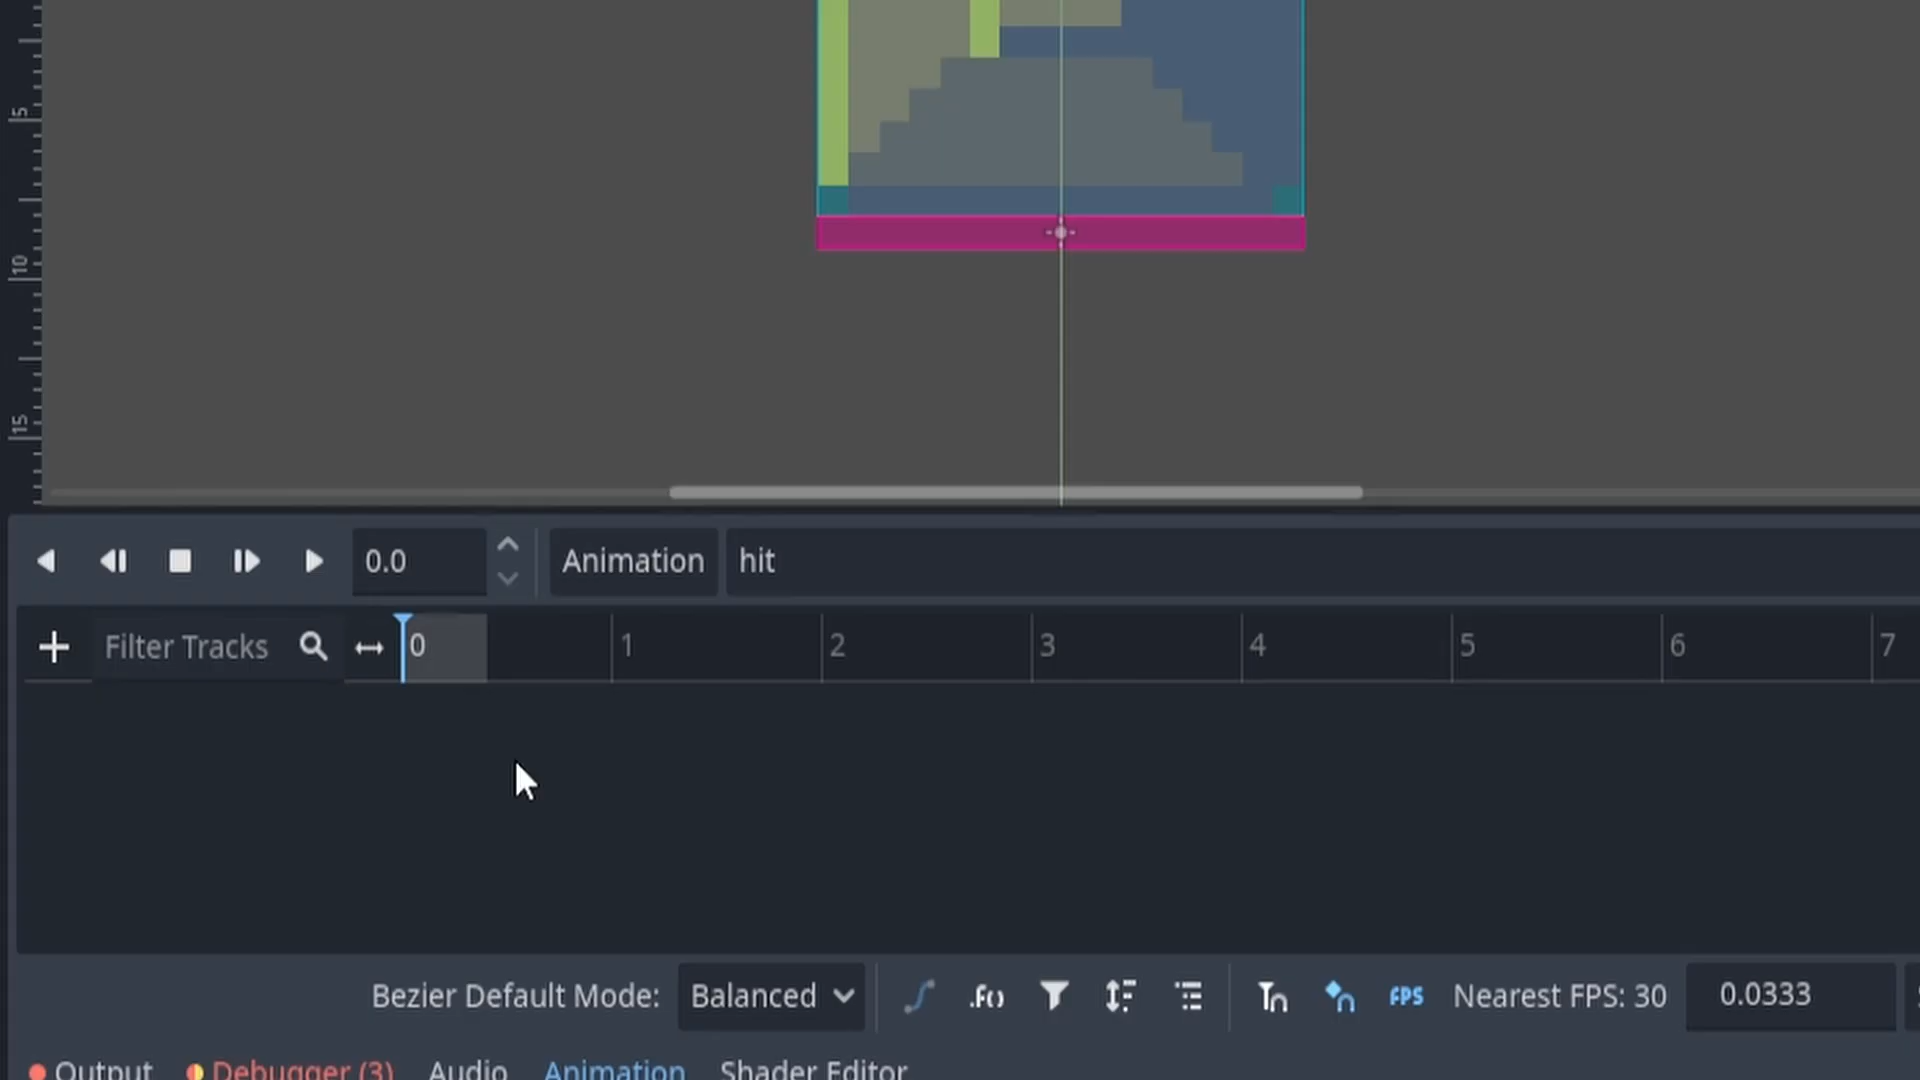 5
10
15
0.0 Animation hit
Filter Tracks 0 1 2 3 4 5 6 7
Bezier Default Mode: Balanced .F() FPS Nearest FPS: 30 0.0333
Output Debugger (3) Audio Animation Shader Editor